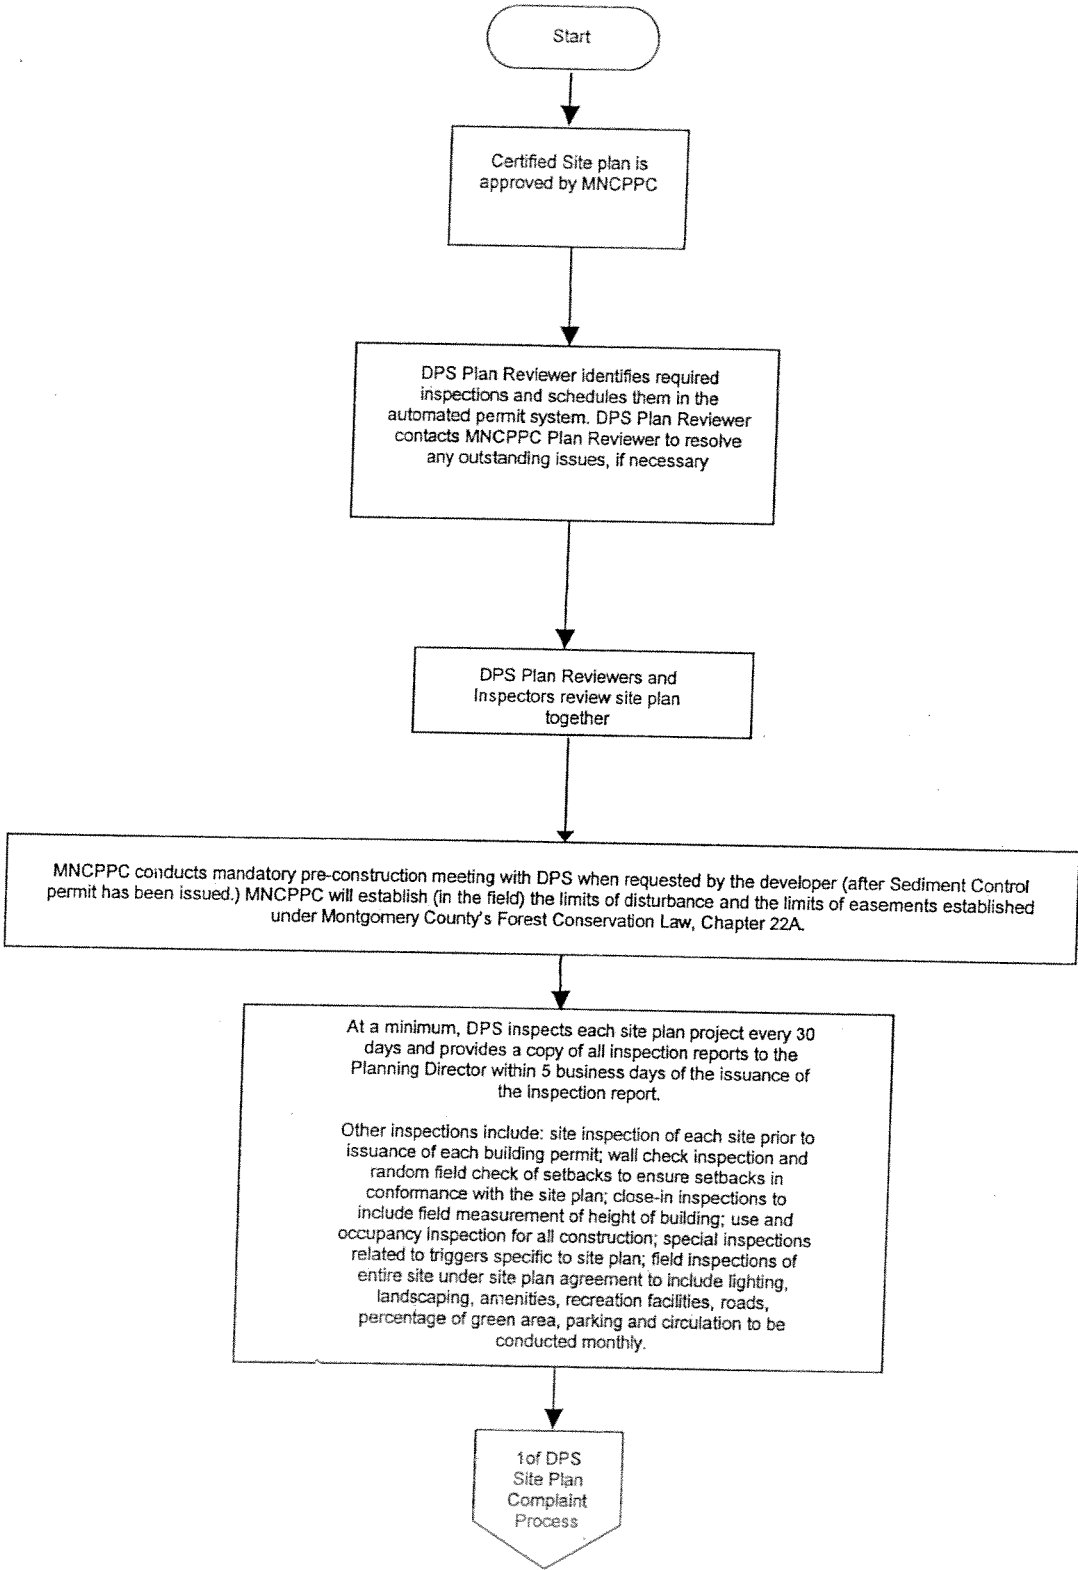 Start
Certified Site plan is
approved by MNCPPC
DPS Plan Reviewer identifies required
inspections and schedules them in the
automated permit system. DPS Plan Reviewer
contacts MNCPPC Plan Reviewer to resolve
any outstanding issues, if necessary
DPS Plan Reviewers and
Inspectors review site plan
together
MNCPPC conducts mandatory pre-construction meeting with DPS when requested by the developer (after Sediment Control
permit has been issued.) MNCPPC will establish (in the field) the limits of disturbance and the limits of easements established
under Montgomery County's Forest Conservation Law, Chapter 22A.
At a minimum, DPS inspects each site plan project every 30
days and provides a copy of all inspection reports to the
Planning Director within 5 business days of the issuance of
the inspection report.
Other inspections include: site inspection of each site prior to
issuance of each building permit; wall check inspection and
random field check of setbacks to ensure setbacks in
conformance with the site plan; close-in inspections to
include field measurement of height of building; use and
occupancy inspection for all construction; special inspections
related to triggers specific to site plan; field inspections of
entire site under site plan agreement to include lighting,
landscaping, amenities, recreation facilities, roads,
percentage of green area, parking and circulation to be
conducted monthly.
1of DPS
Site Plan
Complaint
Process